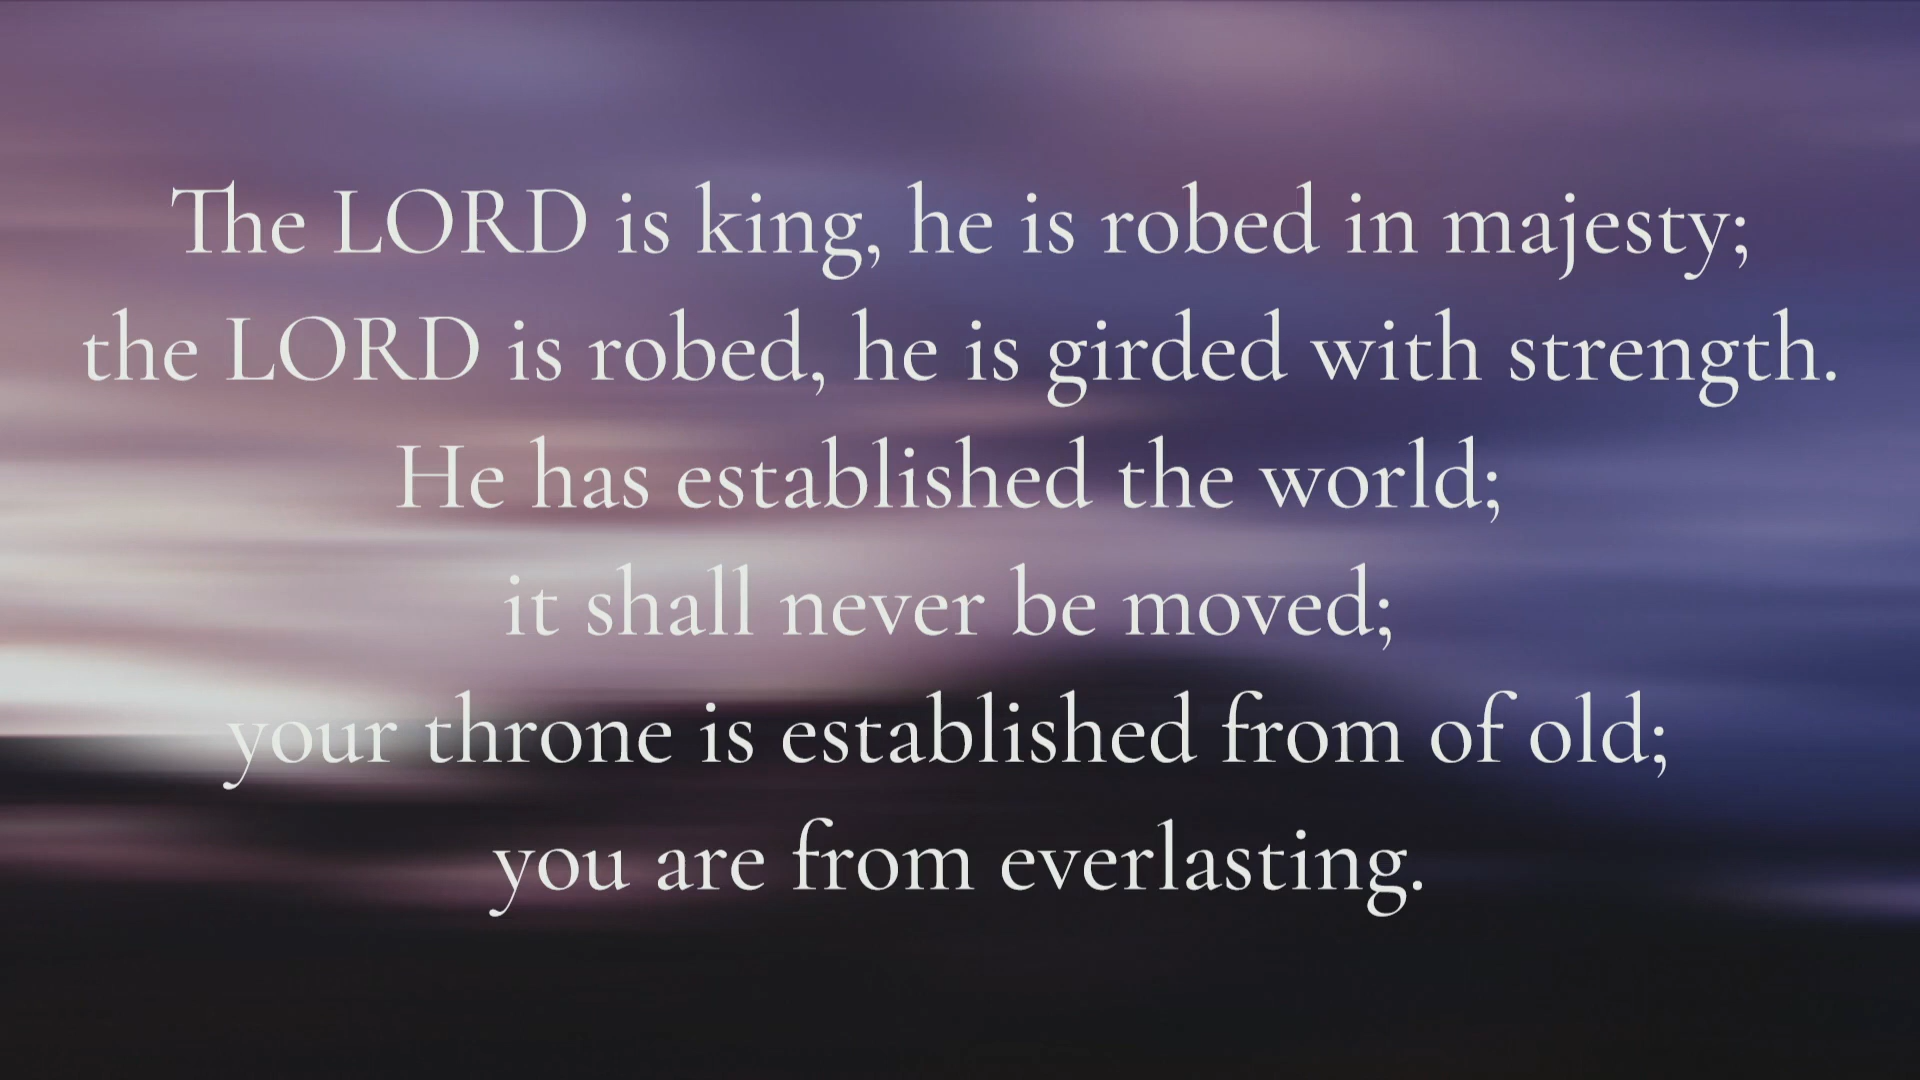 The LORD is king, he is robed in majesty;
the LORD is robed, he is girded with strength.
He has established the world;
it shall never be moved;
your throne is established from of old;
you are from everlasting.